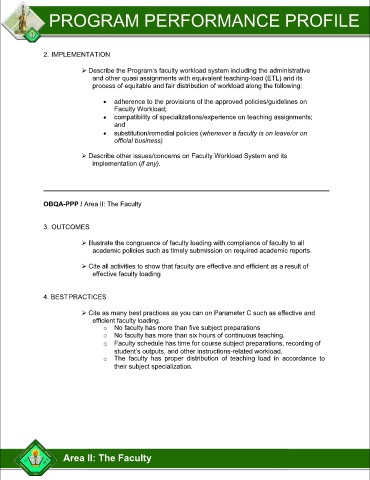 PROGRAM PERFORMANCE PROFILE
2. IMPLEMENTATION
➢ Describe the Program's faculty workload system including the administrative
and other quasi assignments with equivalent teaching-load (ETL) and its
process of equitable and fair distribution of workload along the following:
• adherence to the provisions of the approved policies/guidelines on
Faculty Workload;
• compatibility of specializations/experience on teaching assignments;
and
• substitution/remedial policies (whenever a faculty is on leave/or on
official business)
➢ Describe other issues/concerns on Faculty Workload System and its
implementation (if any).
OBQA-PPP / Area II: The Faculty
3. OUTCOMES
➢ Illustrate the congruence of faculty loading with compliance of faculty to all
academic policies such as timely submission on required academic reports.
➢ Cite all activities to show that faculty are effective and efficient as a result of
effective faculty loading
4. BEST PRACTICES
➢ Cite as many best practices as you can on Parameter C such as effective and
efficient faculty loading.
o No faculty has more than five subject preparations
o No faculty has more than six hours of continuous teaching.
o Faculty schedule has time for course subject preparations, recording of
student's outputs, and other instructions-related workload.
o The faculty has proper distribution of teaching load in accordance to
their subject specialization.
Area II: The Faculty